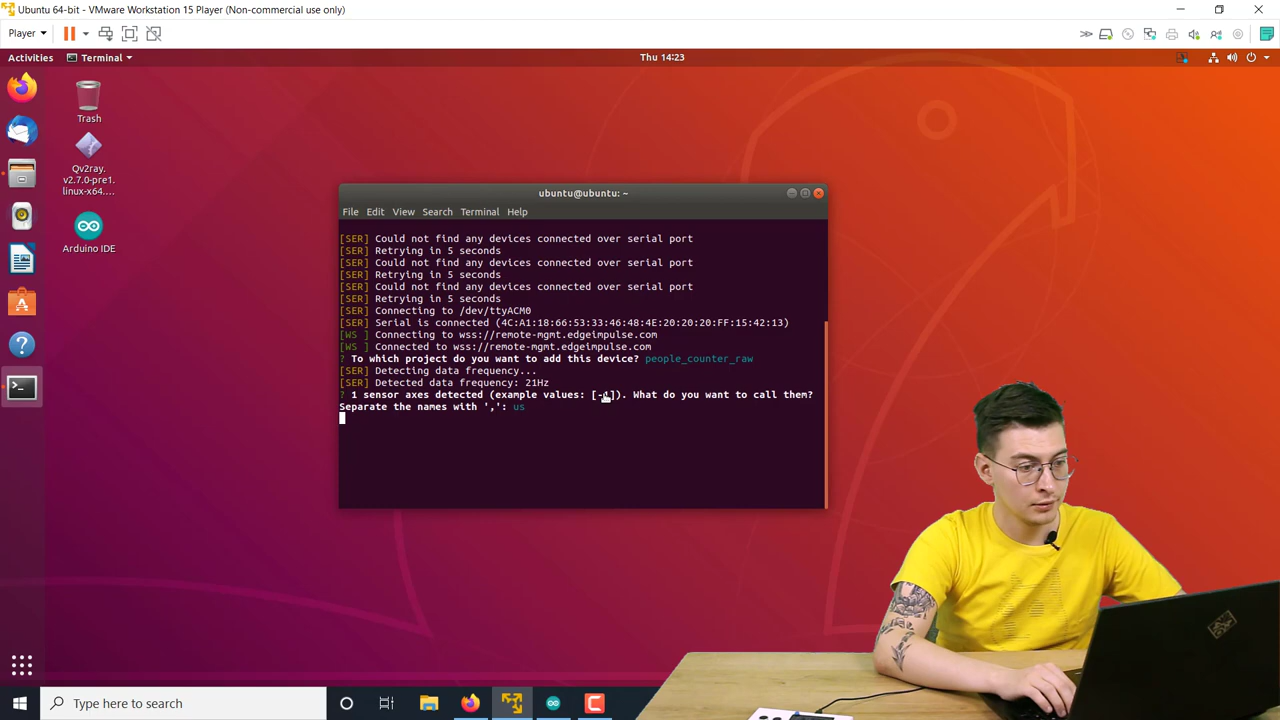 Ubuntu 64-bit - VMware Workstation 15 Player (Non-commercial use only)
Player
Activities
Terminal
Thu 14:23
Trash
Qv2ray.
v2.7.0-pre1.
linux-x64....
Arduino IDE
ubuntu@ubuntu: ~
File Edit View Search Terminal Help
[SER] Could not find any devices connected over serial port
[SER] Retrying in 5 seconds
[SER] Could not find any devices connected over serial port
[SER] Retrying in 5 seconds
[SER] Could not find any devices connected over serial port
[SER] Retrying in 5 seconds
[SER] Connecting to /dev/ttyACM0
[SER] Serial is connected (4C:A1:18:66:53:33:46:48:4E:20:20:20:FF:15:42:13)
[WS ] Connecting to wss://remote-mgmt.edgeimpulse.com
[WS ] Connected to wss://remote-mgmt.edgeimpulse.com
? To which project do you want to add this device? people_counter_raw
[SER] Detecting data frequency...
[SER] Detected data frequency: 21Hz
? 1 sensor axes detected (example values: [-]). What do you want to call them?
Separate the names with ',': us
Type here to search